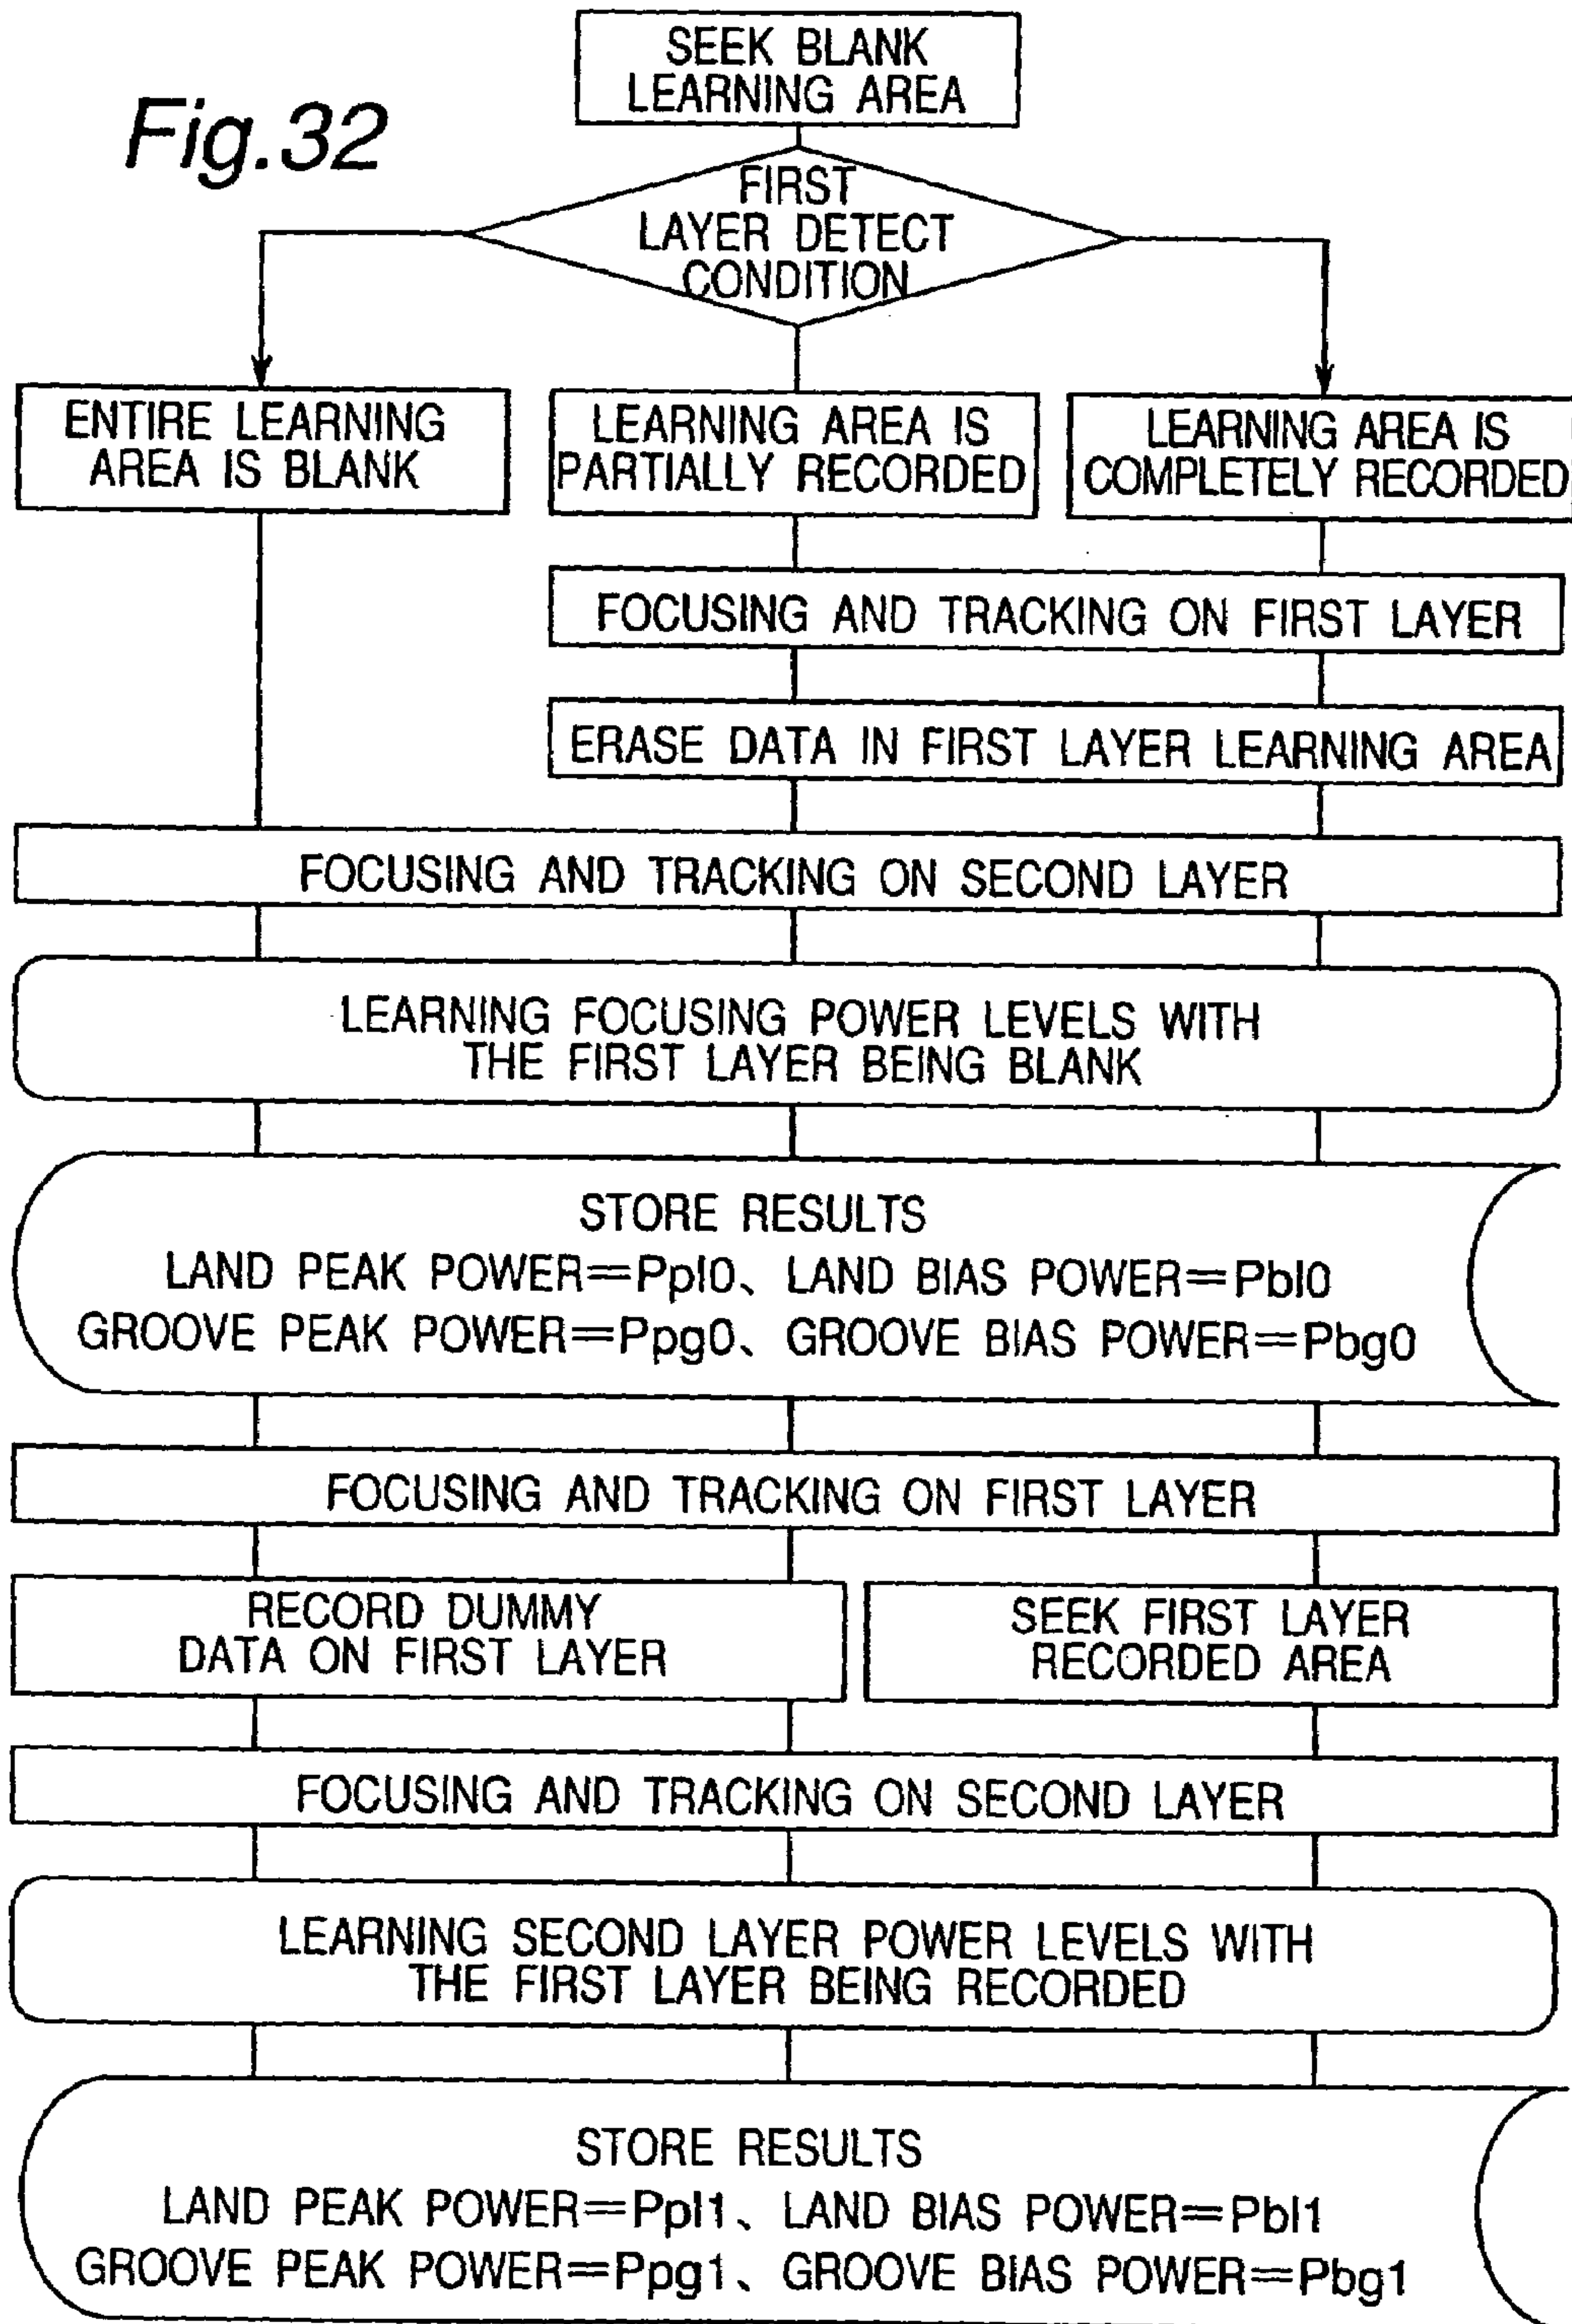 Fig.32
SEEK BLANK
LEARNING AREA
FIRST
LAYER DETECT
CONDITION
ENTIRE LEARNING
AREA IS BLANK
LEARNING AREA IS
PARTIALLY RECORDED
LEARNING AREA IS
COMPLETELY RECORDED
FOCUSING AND TRACKING ON FIRST LAYER
ERASE DATA IN FIRST LAYER LEARNING AREA
FOCUSING AND TRACKING ON SECOND LAYER
LEARNING FOCUSING POWER LEVELS WITH
THE FIRST LAYER BEING BLANK
STORE RESULTS
LAND PEAK POWER=Ppl0、LAND BIAS POWER=Pbl0
GROOVE PEAK POWER=Ppg0、GROOVE BIAS POWER=Pbg0
FOCUSING AND TRACKING ON FIRST LAYER
RECORD DUMMY
DATA ON FIRST LAYER
SEEK FIRST LAYER
RECORDED AREA
FOCUSING AND TRACKING ON SECOND LAYER
LEARNING SECOND LAYER POWER LEVELS WITH
THE FIRST LAYER BEING RECORDED
STORE RESULTS
LAND PEAK POWER=Ppl1、LAND BIAS POWER=Pbl1
GROOVE PEAK POWER=Ppg1、GROOVE BIAS POWER=Pbg1